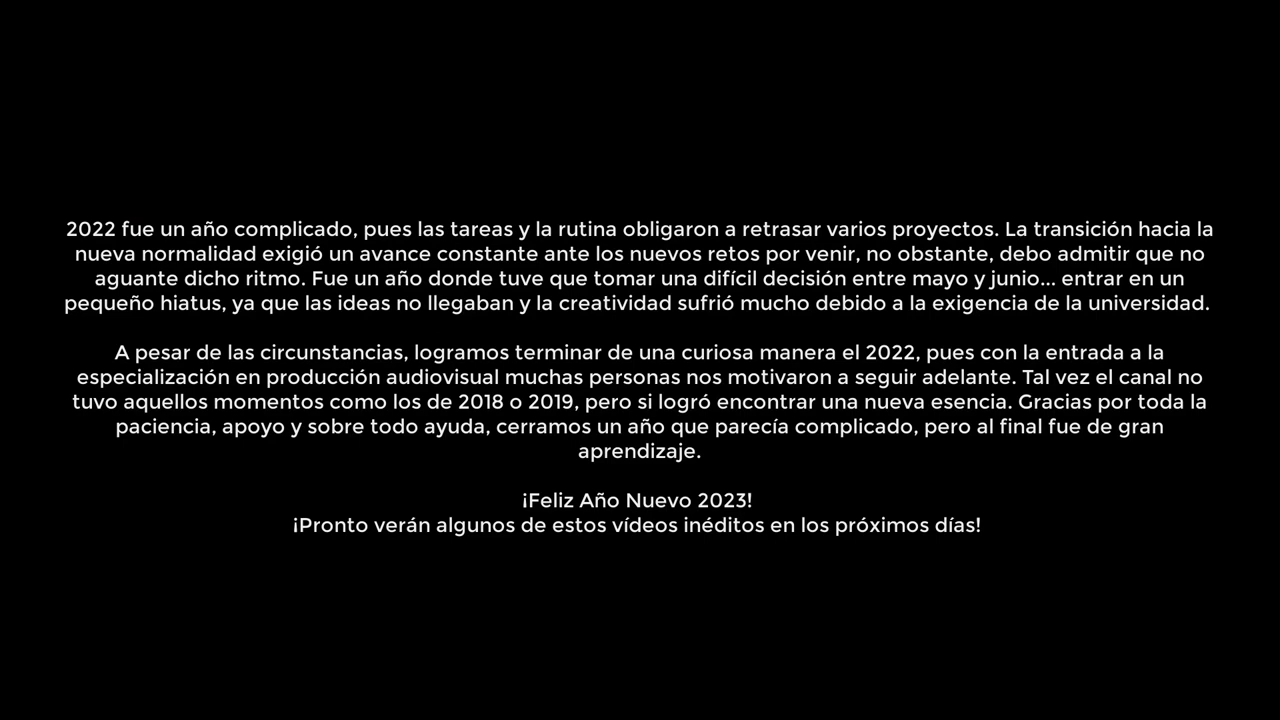 2022 fue un año complicado, pues las tareas y la rutina obligaron a retrasar varios proyectos. La transición hacia la
nueva normalidad exigió un avance constante ante los nuevos retos por venir, no obstante, debo admitir que no
aguante dicho ritmo. Fue un año donde tuve que tomar una difícil decisión entre mayo y junio... entrar en un
pequeño hiatus, ya que las ideas no llegaban y la creatividad sufrió mucho debido a la exigencia de la universidad.
A pesar de las circunstancias, logramos terminar de una curiosa manera el 2022, pues con la entrada a la
especialización en producción audiovisual muchas personas nos motivaron a seguir adelante. Tal vez el canal no
tuvo aquellos momentos como los de 2018 o 2019, pero si logró encontrar una nueva esencia. Gracias por toda la
paciencia, apoyo y sobre todo ayuda, cerramos un año que parecía complicado, pero al final fue de gran
aprendizaje.
¡Feliz Año Nuevo 2023!
¡Pronto verán algunos de estos vídeos inéditos en los próximos días!